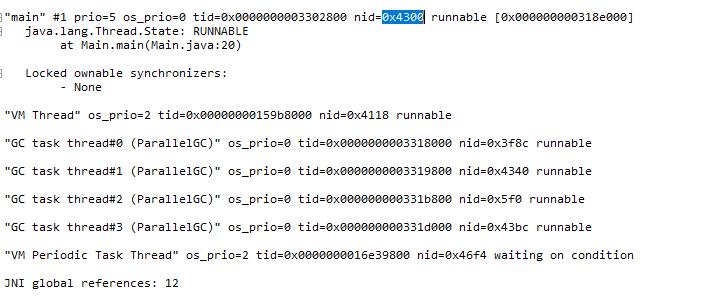 "main" #1 prio=5 os_prio=0 tid=0x0000000003302800 nid=0x4300 runnable [0x000000000318e000]
java.lang.Thread.State: RUNNABLE
at Main.main(Main.java:20)
Locked ownable synchronizers:
- None
"VM Thread" os_prio=2 tid=0x00000000159b8000 nid=0x4118 runnable
"GC task thread#0 (ParallelGC)" os_prio=0 tid=0x0000000003318000 nid=0x3f8c runnable
"GC task thread#1 (ParallelGC)" os_prio=0 tid=0x0000000003319800 nid=0x4340 runnable
"GC task thread#2 (ParallelGC)" os_prio=0 tid=0x000000000331b800 nid=0x5f0 runnable
"GC task thread#3 (ParallelGC)" os_prio=0 tid=0x000000000331d000 nid=0x43bc runnable
"VM Periodic Task Thread" os_prio=2 tid=0x0000000016e39800 nid=0x46f4 waiting on condition
JNI global references: 12